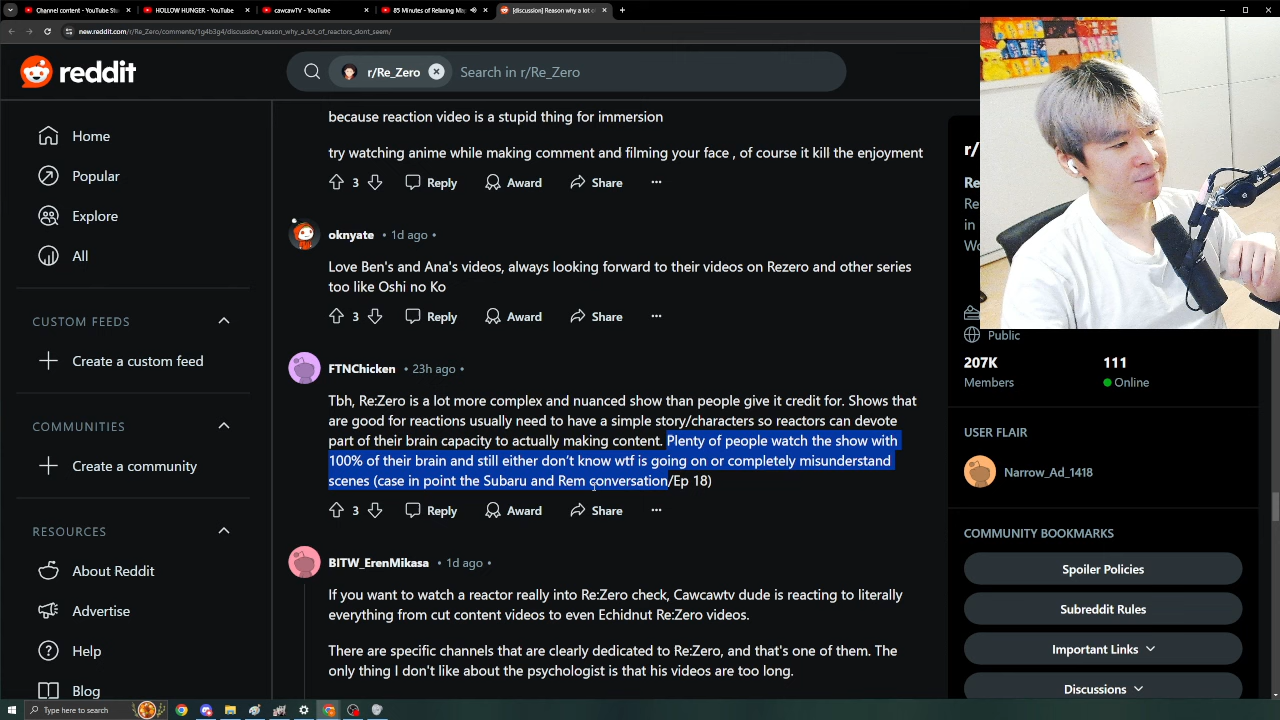 Channel content - YouTube Stu
HOLLOW HUNGER - YouTube
cawcawTV - YouTube
85 Minutes of Relaxing Ma
[discussion] Reason why a lot o
new.reddit.com/r/Re_Zero/comments/1g4b3g4/discussion_reason_why_a_lot_of_reactors_dont_seem/
reddit
r/Re_Zero
Search in r/Re_Zero
Home
Popular
Explore
All
CUSTOM FEEDS
Create a custom feed
COMMUNITIES
Create a community
RESOURCES
About Reddit
Advertise
Help
Blog
because reaction video is a stupid thing for immersion
try watching anime while making comment and filming your face , of course it kill the enjoyment
3 Reply Award Share
oknyate • 1d ago •
Love Ben's and Ana's videos, always looking forward to their videos on Rezero and other series
too like Oshi no Ko
3 Reply Award Share
FTNChicken • 23h ago •
Tbh, Re:Zero is a lot more complex and nuanced show than people give it credit for. Shows that
are good for reactions usually need to have a simple story/characters so reactors can devote
part of their brain capacity to actually making content. Plenty of people watch the show with
100% of their brain and still either don't know wtf is going on or completely misunderstand
scenes (case in point the Subaru and Rem conversation/Ep 18)
3 Reply Award Share
BITW_ErenMikasa • 1d ago •
If you want to watch a reactor really into Re:Zero check, Cawcawtv dude is reacting to literally
everything from cut content videos to even Echidnut Re:Zero videos.
There are specific channels that are clearly dedicated to Re:Zero, and that's one of them. The
only thing I don't like about the psychologist is that his videos are too long.
r/
Re
Re
in
Wo
Public
207K
Members
111
Online
USER FLAIR
Narrow_Ad_1418
COMMUNITY BOOKMARKS
Spoiler Policies
Subreddit Rules
Important Links
Discussions
Type here to search